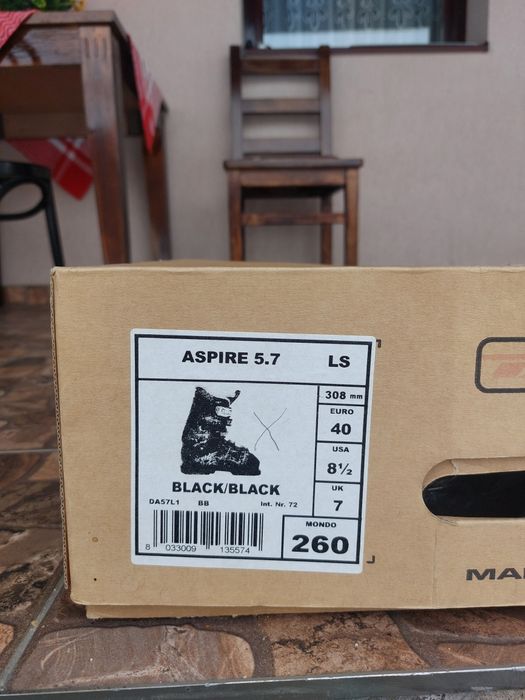 ASPIRE 5.7 LS
308 mm
EURO
40
USA
8½
UK
7
BLACK/BLACK
DA57L1 BB Int. Nr. 72
MONDO
260
8 033009 135574
MA